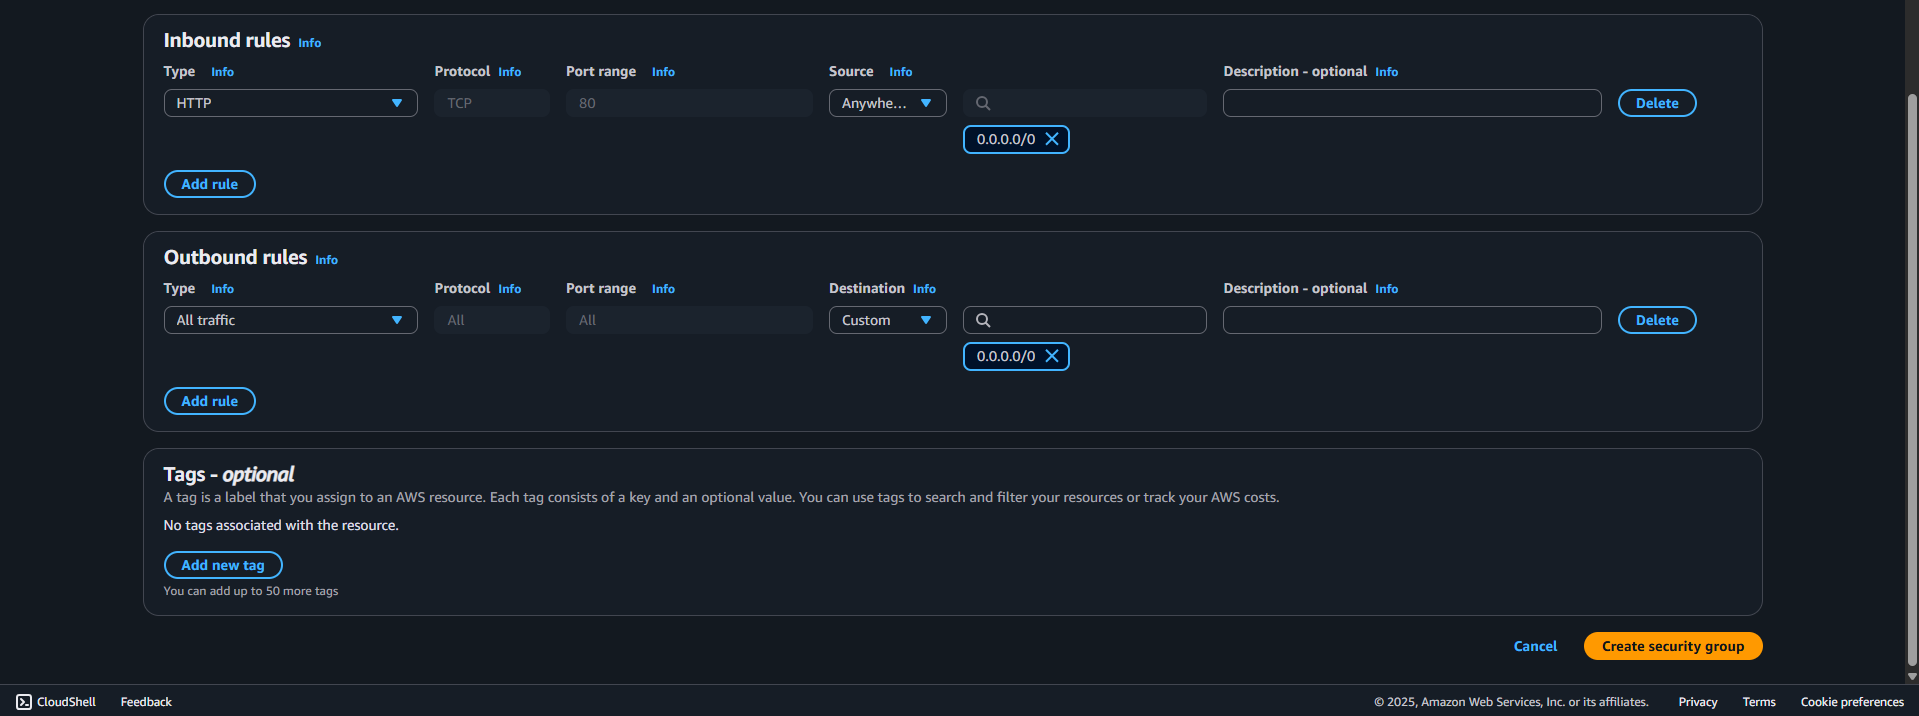 Inbound rules Info
Type Info Protocol Info Port range Info Source Info Description - optional Info
HTTP TCP 80 Anywhe... Delete
0.0.0.0/0
Add rule
Outbound rules Info
Type Info Protocol Info Port range Info Destination Info Description - optional Info
All traffic All All Custom Delete
0.0.0.0/0
Add rule
Tags - optional
A tag is a label that you assign to an AWS resource. Each tag consists of a key and an optional value. You can use tags to search and filter your resources or track your AWS costs.
No tags associated with the resource.
Add new tag
You can add up to 50 more tags
Cancel Create security group
CloudShell Feedback © 2025, Amazon Web Services, Inc. or its affiliates. Privacy Terms Cookie preferences